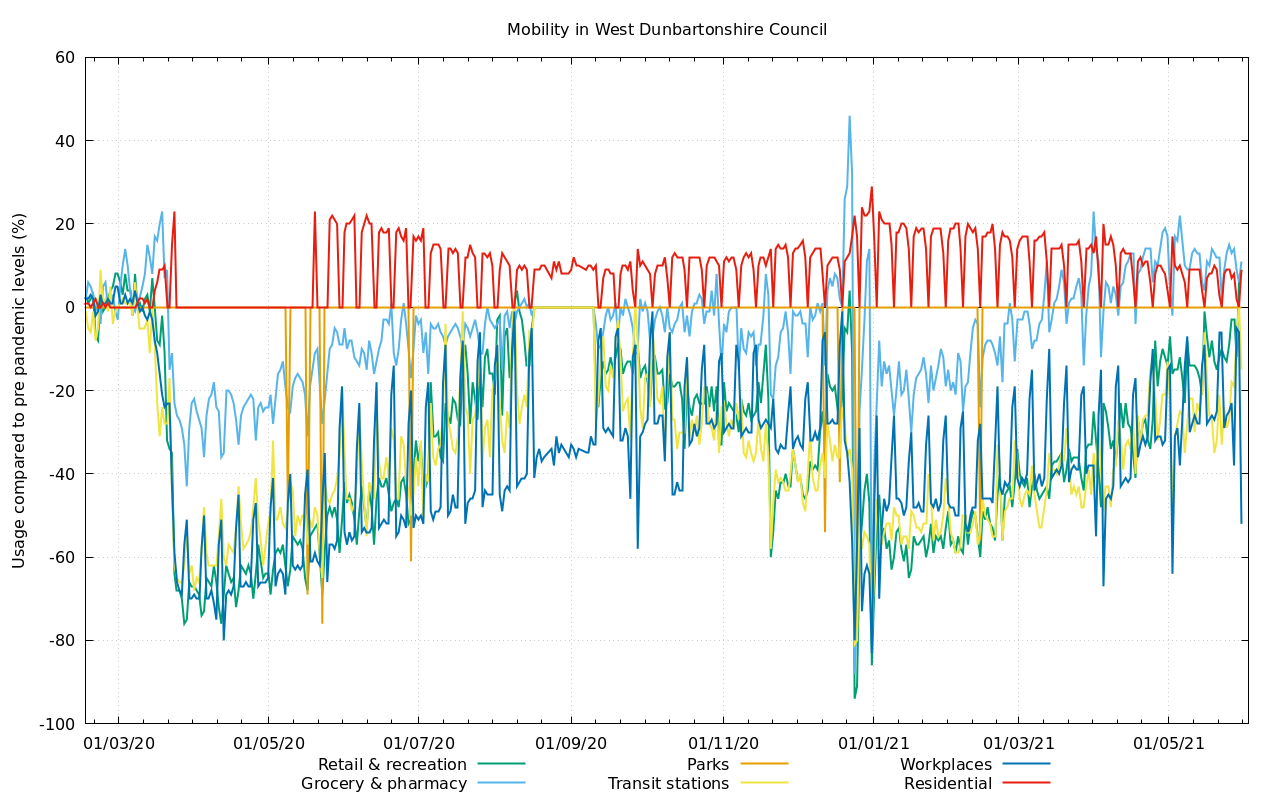 Mobility in West Dunbartonshire Council
Usage compared to pre pandemic levels (%)
60
40
20
0
-20
-40
-60
-80
-100
01/03/20 01/05/20 01/07/20 01/09/20 01/11/20 01/01/21 01/03/21 01/05/21
Retail & recreation Parks Workplaces
Grocery & pharmacy Transit stations Residential